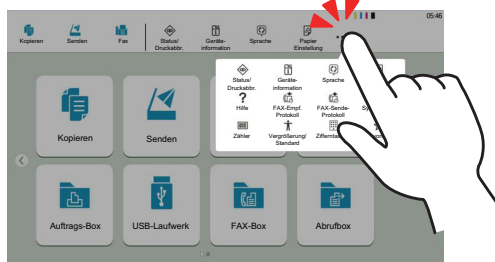 05:46
Kopieren Senden Fax Status/ Geräte- Sprache Papier
Druckabbr. information Einstellung
Status/ Geräte- Sprache
Druckabbr. information
Hilfe FAX-Empf. FAX-Sende-
Protokoll Protokoll
Zähler Vergrößerung/
Standard
Kopieren Senden
Auftrags-Box USB-Laufwerk FAX-Box Abrufbox